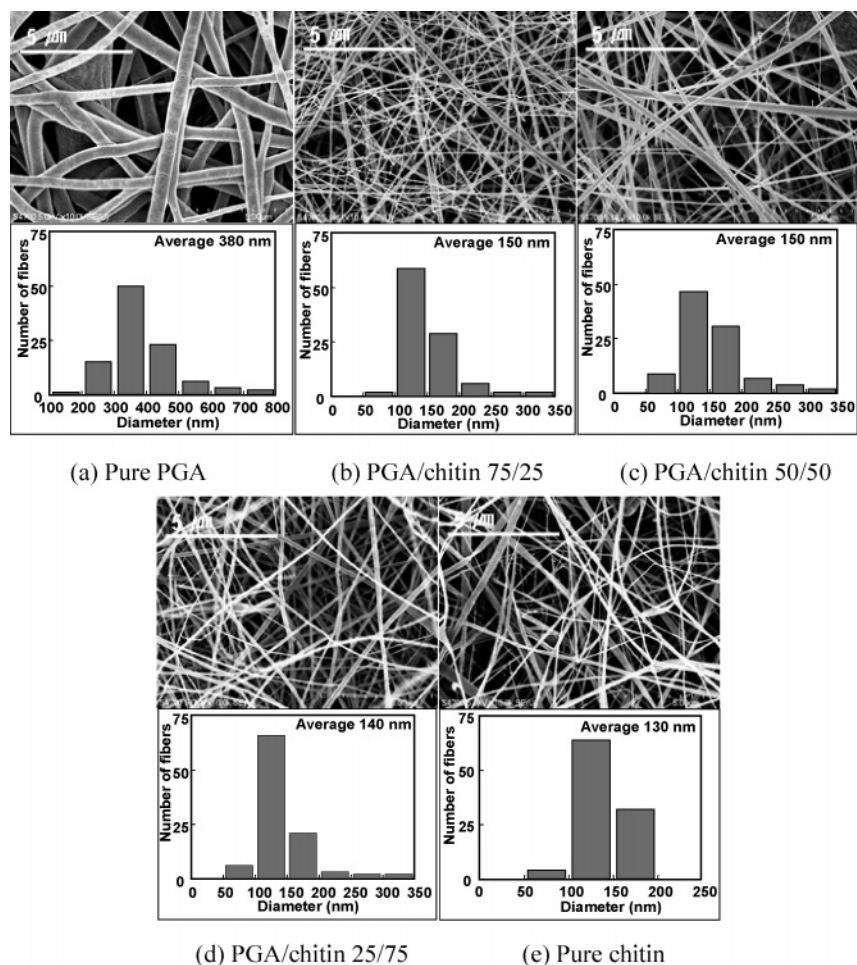 5 ㎛
5 ㎛
5 ㎛
Average 380 nm
Number of fibers
75
50
25
0
100 200 300 400 500 600 700 800
Diameter (nm)
Average 150 nm
Number of fibers
75
50
25
0
0 50 100 150 200 250 300 350
Diameter (nm)
Average 150 nm
Number of fibers
75
50
25
0
0 50 100 150 200 250 300 350
Diameter (nm)
(a) Pure PGA
(b) PGA/chitin 75/25
(c) PGA/chitin 50/50
5 ㎛
5 ㎛
Average 140 nm
Number of fibers
75
50
25
0
0 50 100 150 200 250 300 350
Diameter (nm)
Average 130 nm
Number of fibers
75
50
25
0
0 50 100 150 200 250
Diameter (nm)
(d) PGA/chitin 25/75
(e) Pure chitin